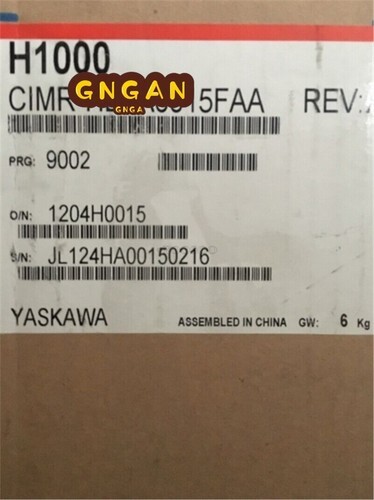 H1000
GNGAN
GNGA
CIMR 15FAA REV:
PRG: 9002
O/N: 1204H0015
S/N: JL124HA00150216
YASKAWA ASSEMBLED IN CHINA GW: 6 Kg